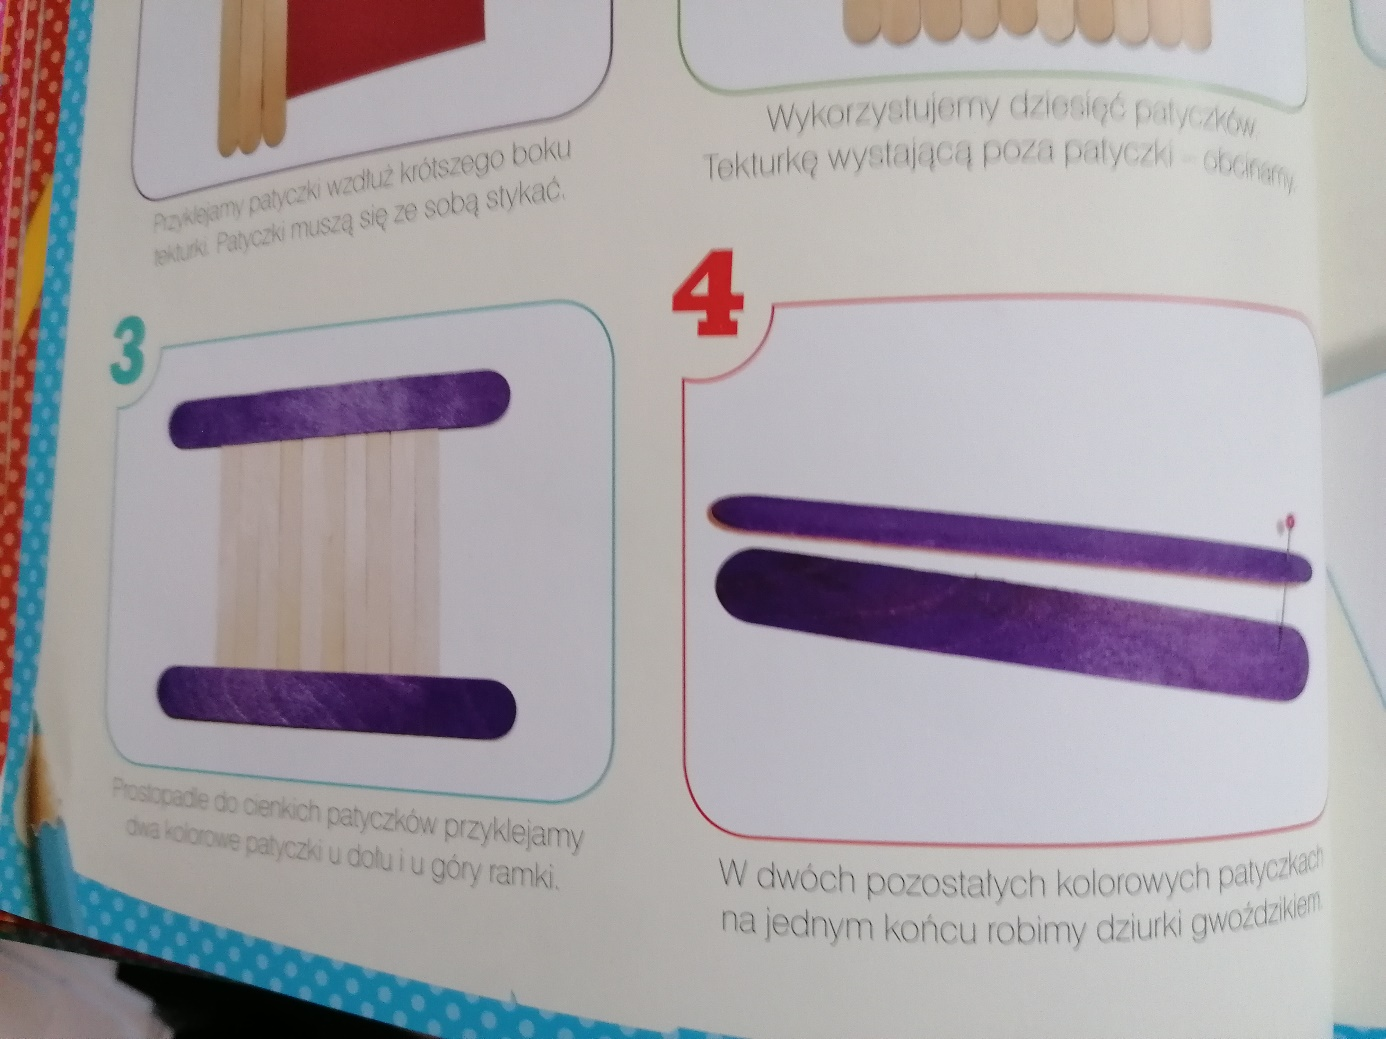 Przyklejamy patyczki wzdłuż krótszego boku
tekturki. Patyczki muszą się ze sobą stykać.
Wykorzystujemy dziesięć patyczków.
Tekturkę wystającą poza patyczki – obcinamy.
3
Prostopadle do cienkich patyczków przyklejamy
dwa kolorowe patyczki u dołu i u góry ramki.
4
W dwóch pozostałych kolorowych patyczkach
na jednym końcu robimy dziurki gwoździkiem.